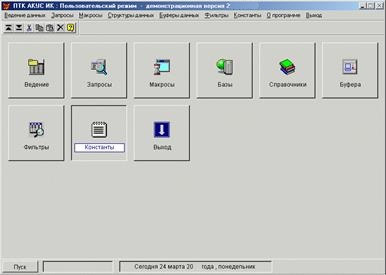 ПТК АКУС ИК : Пользовательский режим - демонстрационная версия 2
Ведение данных Запросы Макросы Структуры данных Буферы данных Фильтры Константы О программе Выход
Ведение Запросы Макросы Базы Справочники Буфера
Фильтры Константы Выход
Пуск Сегодня 24 марта 20 года , понедельник